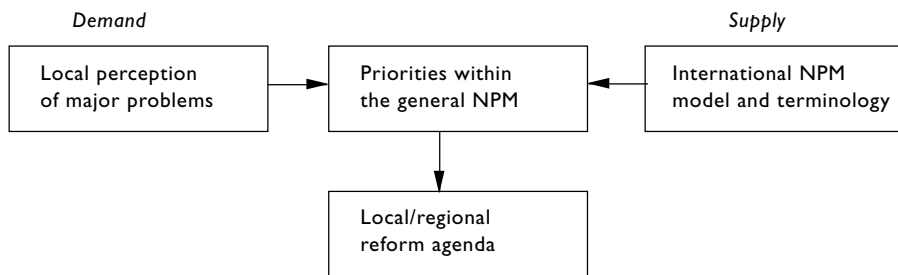 Demand
Supply
Local perception
of major problems
Priorities within
the general NPM
International NPM
model and terminology
Local/regional
reform agenda